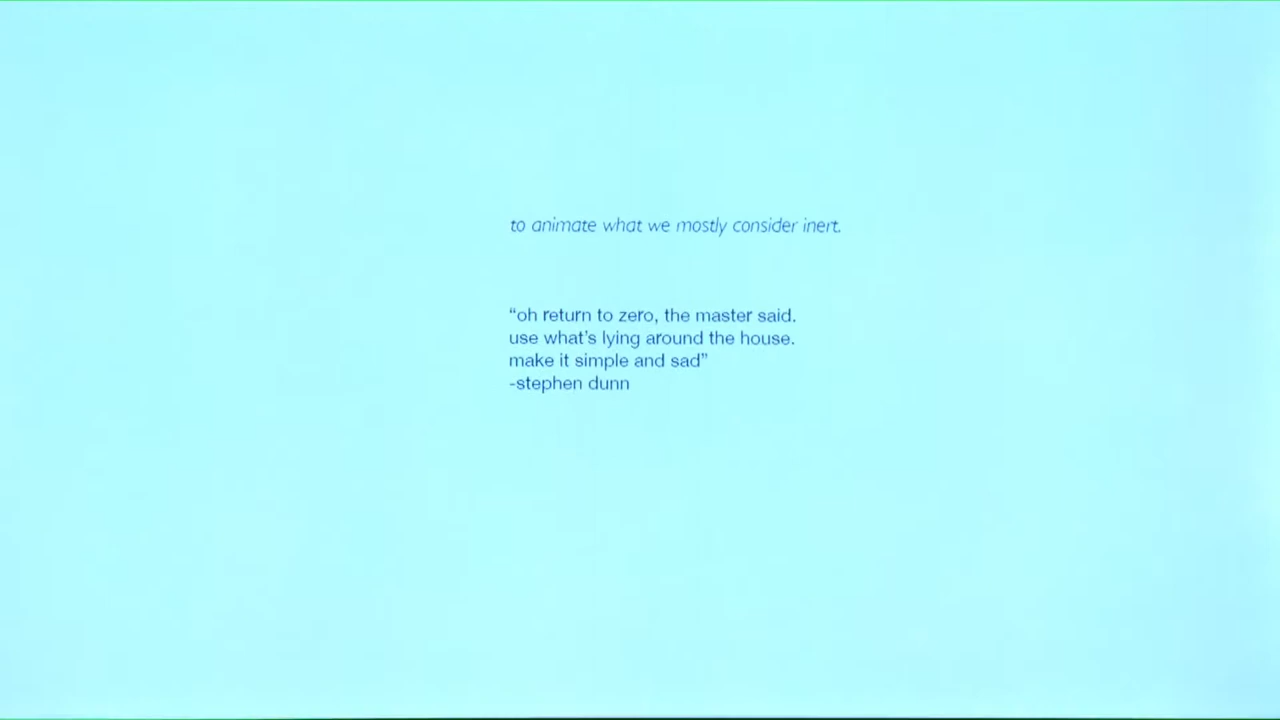 to animate what we mostly consider inert.
“oh return to zero, the master said.
use what’s lying around the house.
make it simple and sad”
-stephen dunn